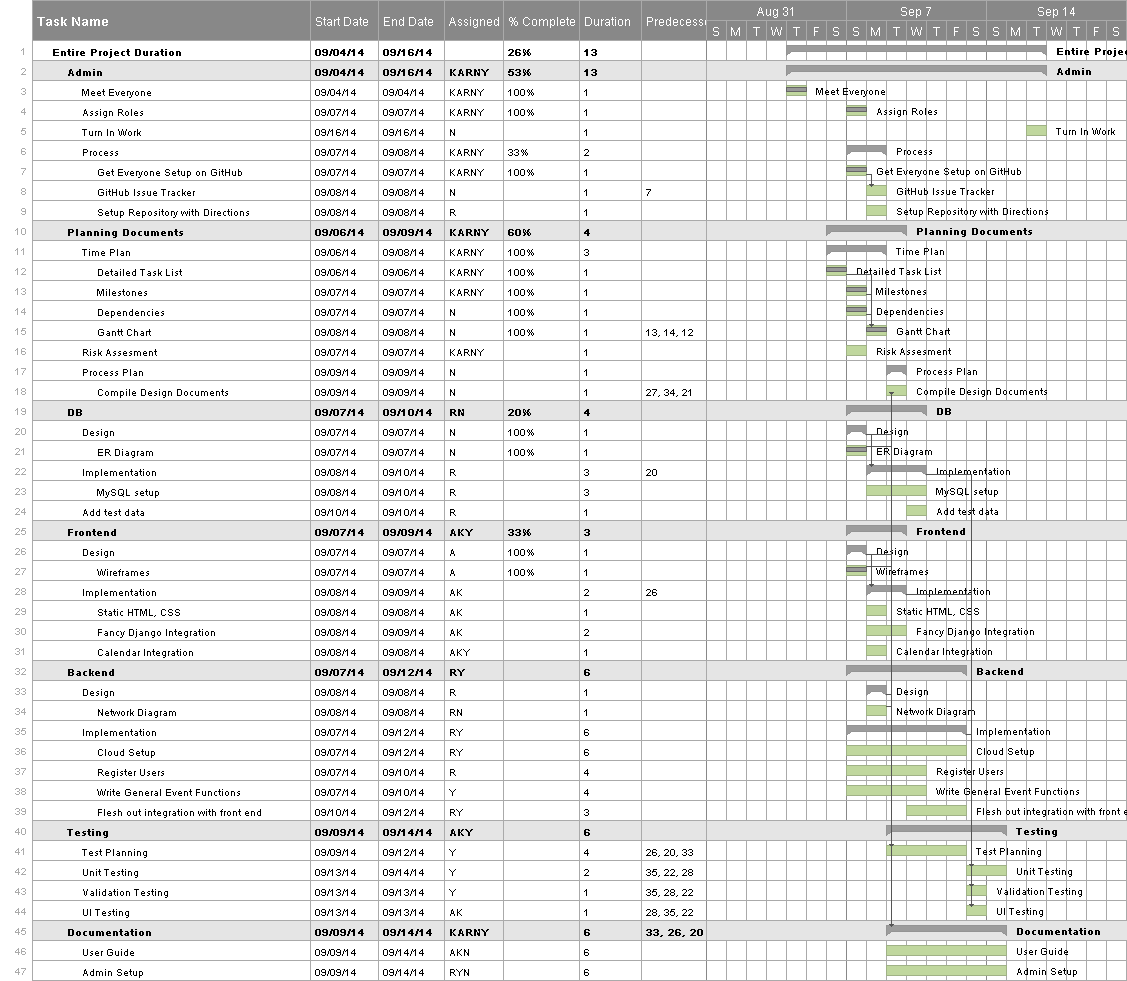 Task Name Start Date End Date Assigned % Complete Duration Predecess Aug 31 Sep 7 Sep 14
S M T W T F S S M T W T F S S M T W T F S
1 Entire Project Duration 09/04/14 09/16/14 26% 13 Entire Projec
2 Admin 09/04/14 09/16/14 KARNY 53% 13 Admin
3 Meet Everyone 09/04/14 09/04/14 KARNY 100% 1 Meet Everyone
4 Assign Roles 09/07/14 09/07/14 KARNY 100% 1 Assign Roles
5 Turn In Work 09/16/14 09/16/14 N 1 Turn In Work
6 Process 09/07/14 09/08/14 KARNY 33% 2 Process
7 Get Everyone Setup on GitHub 09/07/14 09/07/14 KARNY 100% 1 Get Everyone Setup on GitHub
8 GitHub Issue Tracker 09/08/14 09/08/14 N 1 7 GitHub Issue Tracker
9 Setup Repository with Directions 09/08/14 09/08/14 R 1 Setup Repository with Directions
10 Planning Documents 09/06/14 09/09/14 KARNY 60% 4 Planning Documents
11 Time Plan 09/06/14 09/08/14 KARNY 100% 3 Time Plan
12 Detailed Task List 09/06/14 09/06/14 KARNY 100% 1 Detailed Task List
13 Milestones 09/07/14 09/07/14 KARNY 100% 1 Milestones
14 Dependencies 09/07/14 09/07/14 N 100% 1 Dependencies
15 Gantt Chart 09/08/14 09/08/14 N 100% 1 13, 14, 12 Gantt Chart
16 Risk Assesment 09/07/14 09/07/14 KARNY 1 Risk Assesment
17 Process Plan 09/09/14 09/09/14 N 1 Process Plan
18 Compile Design Documents 09/09/14 09/09/14 N 1 27, 34, 21 Compile Design Documents
19 DB 09/07/14 09/10/14 RN 20% 4 DB
20 Design 09/07/14 09/07/14 N 100% 1 Design
21 ER Diagram 09/07/14 09/07/14 N 100% 1 ER Diagram
22 Implementation 09/08/14 09/10/14 R 3 20 Implementation
23 MySQL setup 09/08/14 09/10/14 R 3 MySQL setup
24 Add test data 09/10/14 09/10/14 R 1 Add test data
25 Frontend 09/07/14 09/09/14 AKY 33% 3 Frontend
26 Design 09/07/14 09/07/14 A 100% 1 Design
27 Wireframes 09/07/14 09/07/14 A 100% 1 Wireframes
28 Implementation 09/08/14 09/09/14 AK 2 26 Implementation
29 Static HTML, CSS 09/08/14 09/08/14 AK 1 Static HTML, CSS
30 Fancy Django Integration 09/08/14 09/09/14 AK 2 Fancy Django Integration
31 Calendar Integration 09/08/14 09/08/14 AKY 1 Calendar Integration
32 Backend 09/07/14 09/12/14 RY 6 Backend
33 Design 09/08/14 09/08/14 R 1 Design
34 Network Diagram 09/08/14 09/08/14 RN 1 Network Diagram
35 Implementation 09/07/14 09/12/14 RY 6 Implementation
36 Cloud Setup 09/07/14 09/12/14 RY 6 Cloud Setup
37 Register Users 09/07/14 09/10/14 R 4 Register Users
38 Write General Event Functions 09/07/14 09/10/14 Y 4 Write General Event Functions
39 Flesh out integration with front end 09/10/14 09/12/14 RY 3 Flesh out integration with front e
40 Testing 09/09/14 09/14/14 AKY 6 Testing
41 Test Planning 09/09/14 09/12/14 Y 4 26, 20, 33 Test Planning
42 Unit Testing 09/13/14 09/14/14 Y 2 35, 22, 28 Unit Testing
43 Validation Testing 09/13/14 09/13/14 Y 1 35, 28, 22 Validation Testing
44 UI Testing 09/13/14 09/13/14 AK 1 28, 35, 22 UI Testing
45 Documentation 09/09/14 09/14/14 KARNY 6 33, 26, 20 Documentation
46 User Guide 09/09/14 09/14/14 AKN 6 User Guide
47 Admin Setup 09/09/14 09/14/14 RYN 6 Admin Setup